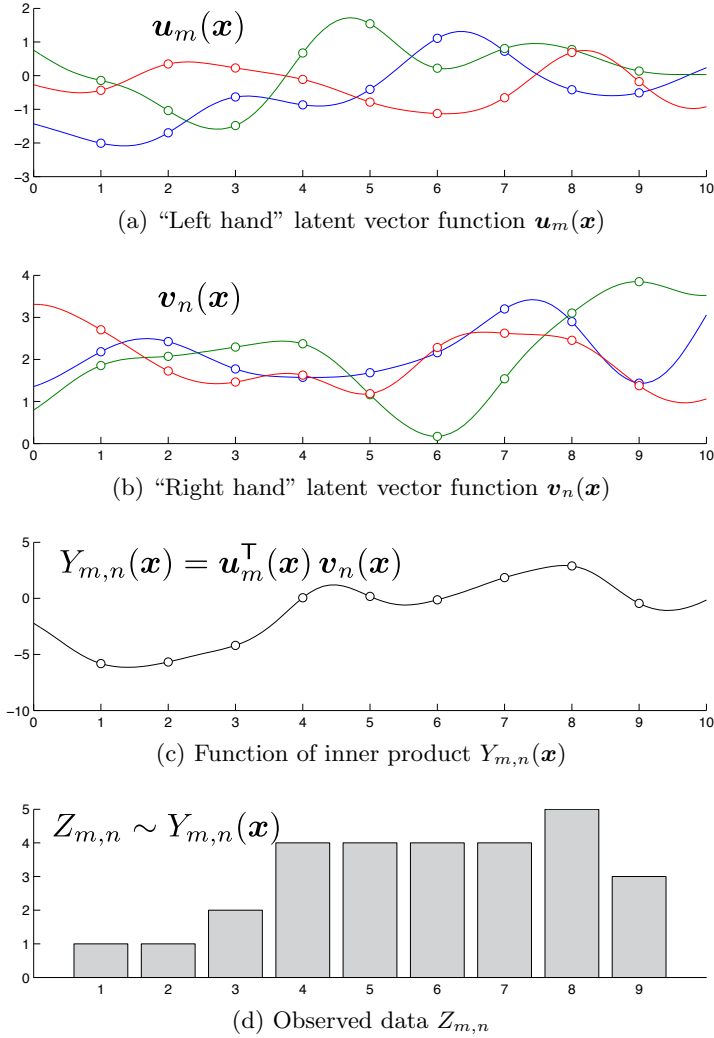 2
1
0
−1
−2
−3
0 1 2 3 4 5 6 7 8 9 10
u_m(x)
(a) “Left hand” latent vector function u_m(x)
4
3
2
1
0
0 1 2 3 4 5 6 7 8 9 10
v_n(x)
(b) “Right hand” latent vector function v_n(x)
5
0
−5
−10
0 1 2 3 4 5 6 7 8 9 10
Y_{m,n}(x) = u_m^T(x) v_n(x)
(c) Function of inner product Y_{m,n}(x)
5
4
3
2
1
0
1 2 3 4 5 6 7 8 9
Z_{m,n} ∼ Y_{m,n}(x)
(d) Observed data Z_{m,n}